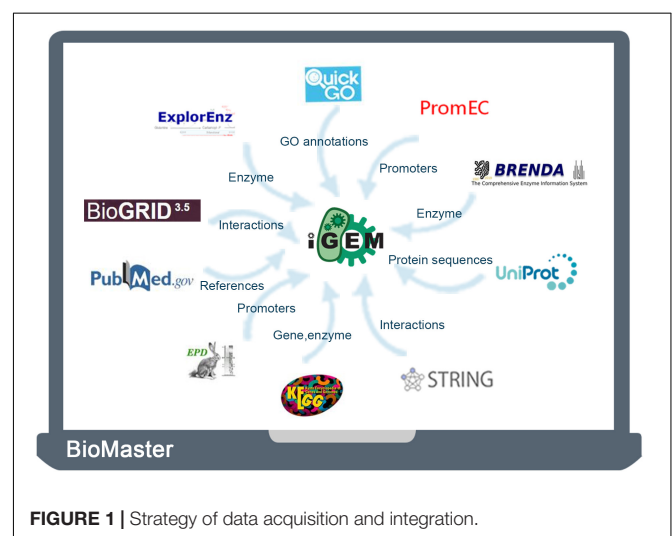 Quick
GO
PromEC
ExplorEnz
GO annotations
Promoters
BRENDA
The Comprehensive Enzyme Information System
Enzyme
Enzyme
BioGRID 3.5
Interactions
iGEM
Protein sequences
UniProt
PubMed.gov
References
Promoters
Interactions
Gene,enzyme
EPD
KEGG
STRING
BioMaster
FIGURE 1 | Strategy of data acquisition and integration.